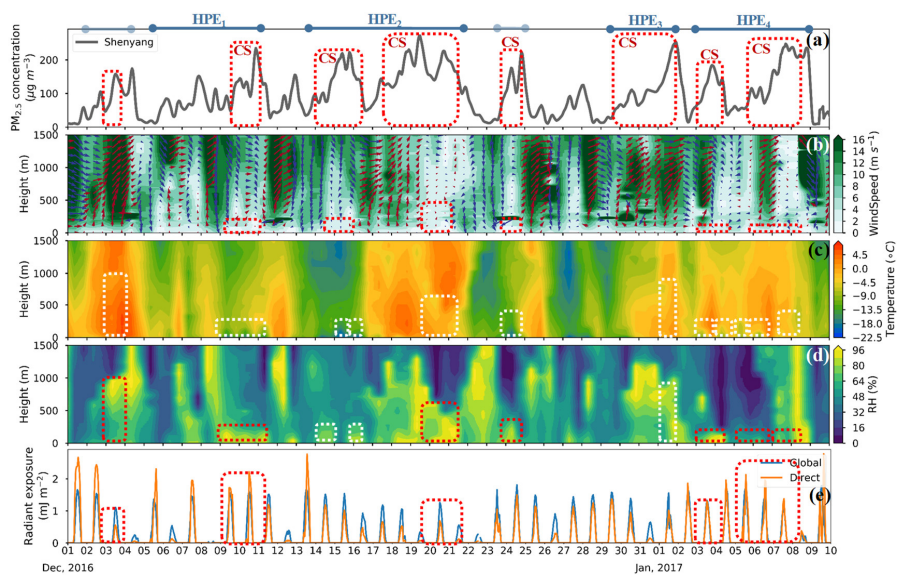 HPE1 HPE2 HPE3 HPE4
Shenyang
CS CS CS CS CS CS CS
(a)
PM2.5 concentration
(μg m−3)
200
100
0
(b)
Height (m)
1500
1000
500
0
16
14
12
10
8
6
4
2
0
WindSpeed (m s−1)
(c)
Height (m)
1500
1000
500
0
4.5
0.0
-4.5
-9.0
-13.5
-18.0
-22.5
Temperature (∘C)
(d)
Height (m)
1500
1000
500
0
96
80
64
48
32
16
0
RH (%)
(e)
Global
Direct
Radiant exposure
(mJ m−2)
2
1
0
01 02 03 04 05 06 07 08 09 10 11 12 13 14 15 16 17 18 19 20 21 22 23 24 25 26 27 28 29 30 31 01 02 03 04 05 06 07 08 09 10
Dec, 2016 Jan, 2017